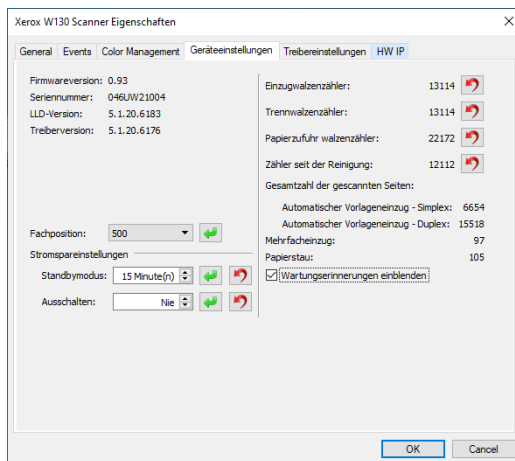 Xerox W130 Scanner Eigenschaften
General Events Color Management Geräteeinstellungen Treibereinstellungen HW IP
Firmwareversion: 0.93
Seriennummer: 046UW21004
LLD-Version: 5.1.20.6183
Treiberversion: 5.1.20.6176
Fachposition: 500
Stromspareinstellungen
Standbymodus: 15 Minute(n)
Ausschalten: Nie
Einzugwalzenzähler: 13114
Trennwalzenzähler: 13114
Papierzufuhr walzenzähler: 22172
Zähler seit der Reinigung: 12112
Gesamtzahl der gescannten Seiten:
Automatischer Vorlageneinzug - Simplex: 6654
Automatischer Vorlageneinzug - Duplex: 15518
Mehrfacheinzug: 97
Papierstau: 105
Wartungserinnerungen einblenden
OK Cancel